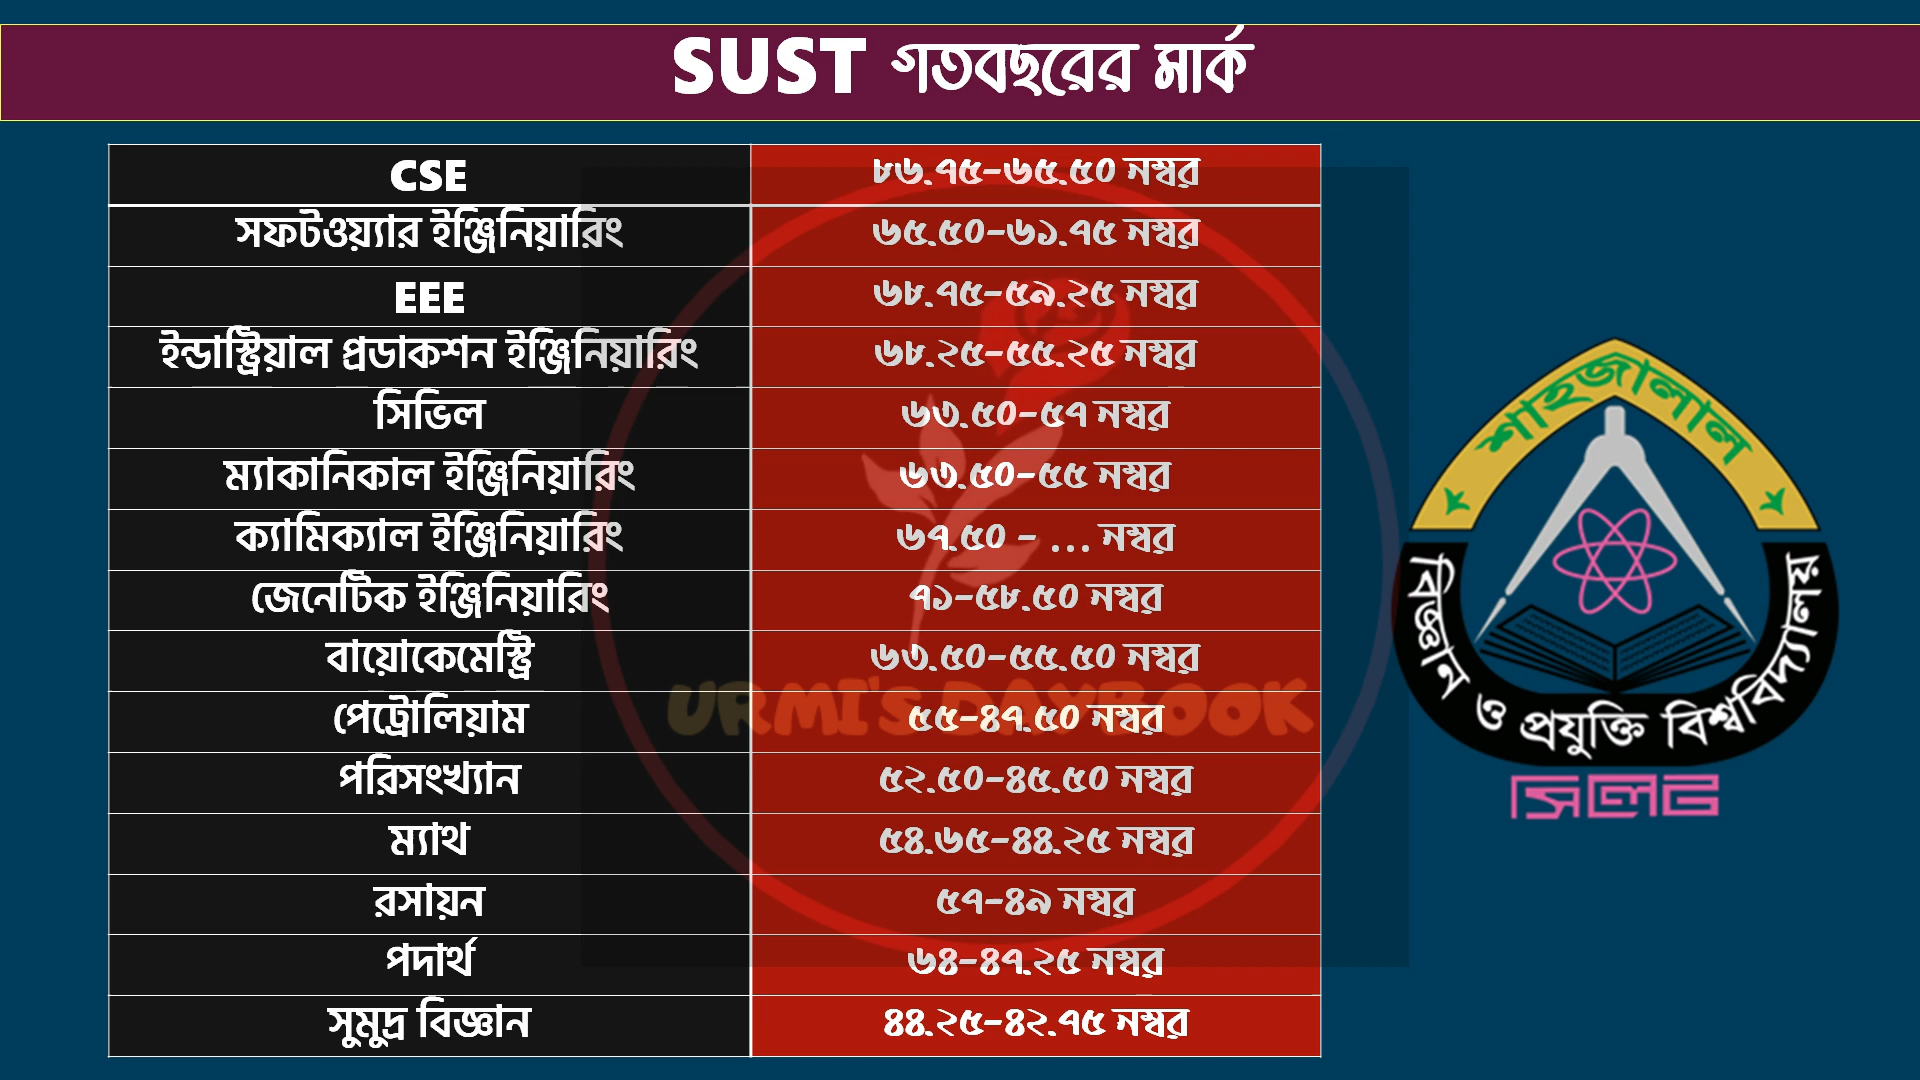 SUST গতবছরের মার্ক
CSE ৮৬.৭৫-৬৫.৫০ নম্বর
সফটওয়্যার ইঞ্জিনিয়ারিং ৬৫.৫০-৬১.৭৫ নম্বর
EEE ৬৮.৭৫-৫৯.২৫ নম্বর
ইন্ডাস্ট্রিয়াল প্রডাকশন ইঞ্জিনিয়ারিং ৬৮.২৫-৫৫.২৫ নম্বর
সিভিল ৬৩.৫০-৫৭ নম্বর
ম্যাকানিকাল ইঞ্জিনিয়ারিং ৬৩.৫০-৫৫ নম্বর
ক্যামিক্যাল ইঞ্জিনিয়ারিং ৬৭.৫০ - ... নম্বর
জেনেটিক ইঞ্জিনিয়ারিং ৭১-৫৮.৫০ নম্বর
বায়োকেমেস্ট্রি ৬৩.৫০-৫৫.৫০ নম্বর
পেট্রোলিয়াম ৫৫-৪৭.৫০ নম্বর
পরিসংখ্যান ৫২.৫০-৪৫.৫০ নম্বর
ম্যাথ ৫৪.৬৫-৪৪.২৫ নম্বর
রসায়ন ৫৭-৪৯ নম্বর
পদার্থ ৬৪-৪৭.২৫ নম্বর
সুমুদ্র বিজ্ঞান ৪৪.২৫-৪২.৭৫ নম্বর
URMI'S DAYBOOK
শাহজালাল
বিজ্ঞান ও প্রযুক্তি বিশ্ববিদ্যালয়
সিলেট